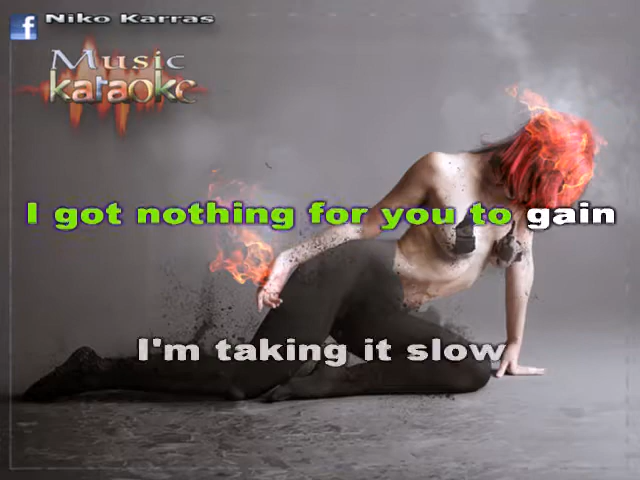 f Niko Karras
Music
karaoke
I got nothing for you to gain
I'm taking it slow